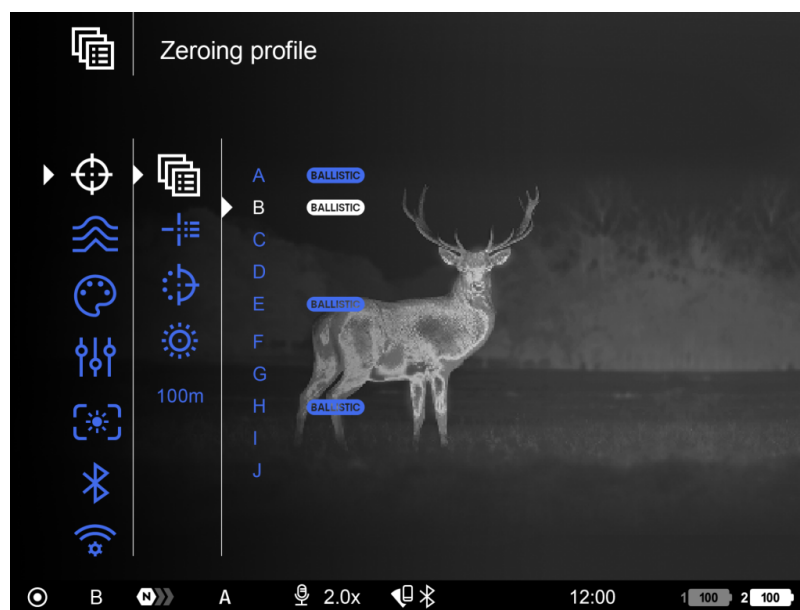 Zeroing profile
A BALLISTIC
B BALLISTIC
C
D
E BALLISTIC
F
G
100m
H BALLISTIC
I
J
B N A 2.0x 12:00 1 100 2 100